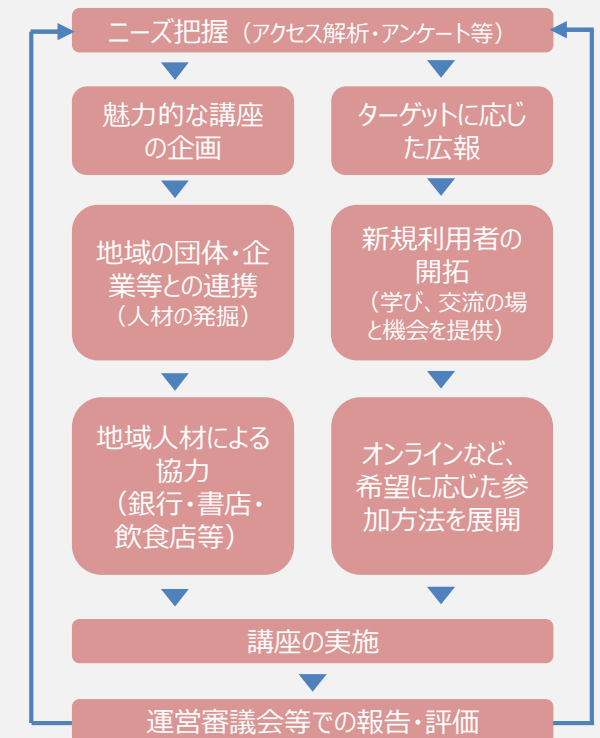 ニーズ把握（アクセス解析・アンケート等）
魅力的な講座
の企画
地域の団体・企
業等との連携
（人材の発掘）
地域人材による
協力
（銀行・書店・
飲食店等）
ターゲットに応じ
た広報
新規利用者の
開拓
（学び、交流の場
と機会を提供）
オンラインなど、
希望に応じた参
加方法を展開
講座の実施
運営審議会等での報告・評価